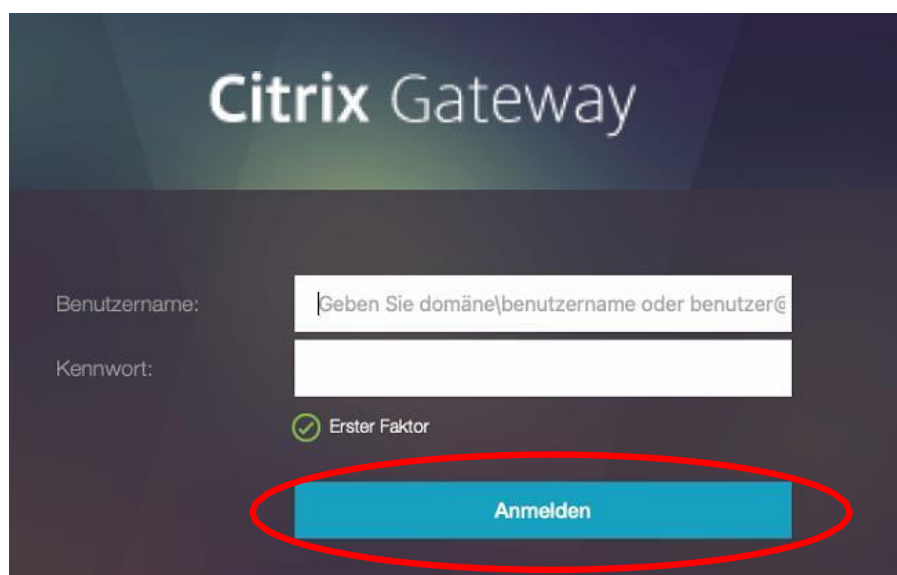 Citrix Gateway
Benutzername:
Geben Sie domäne\benutzername oder benutzer@
Kennwort:
Erster Faktor
Anmelden